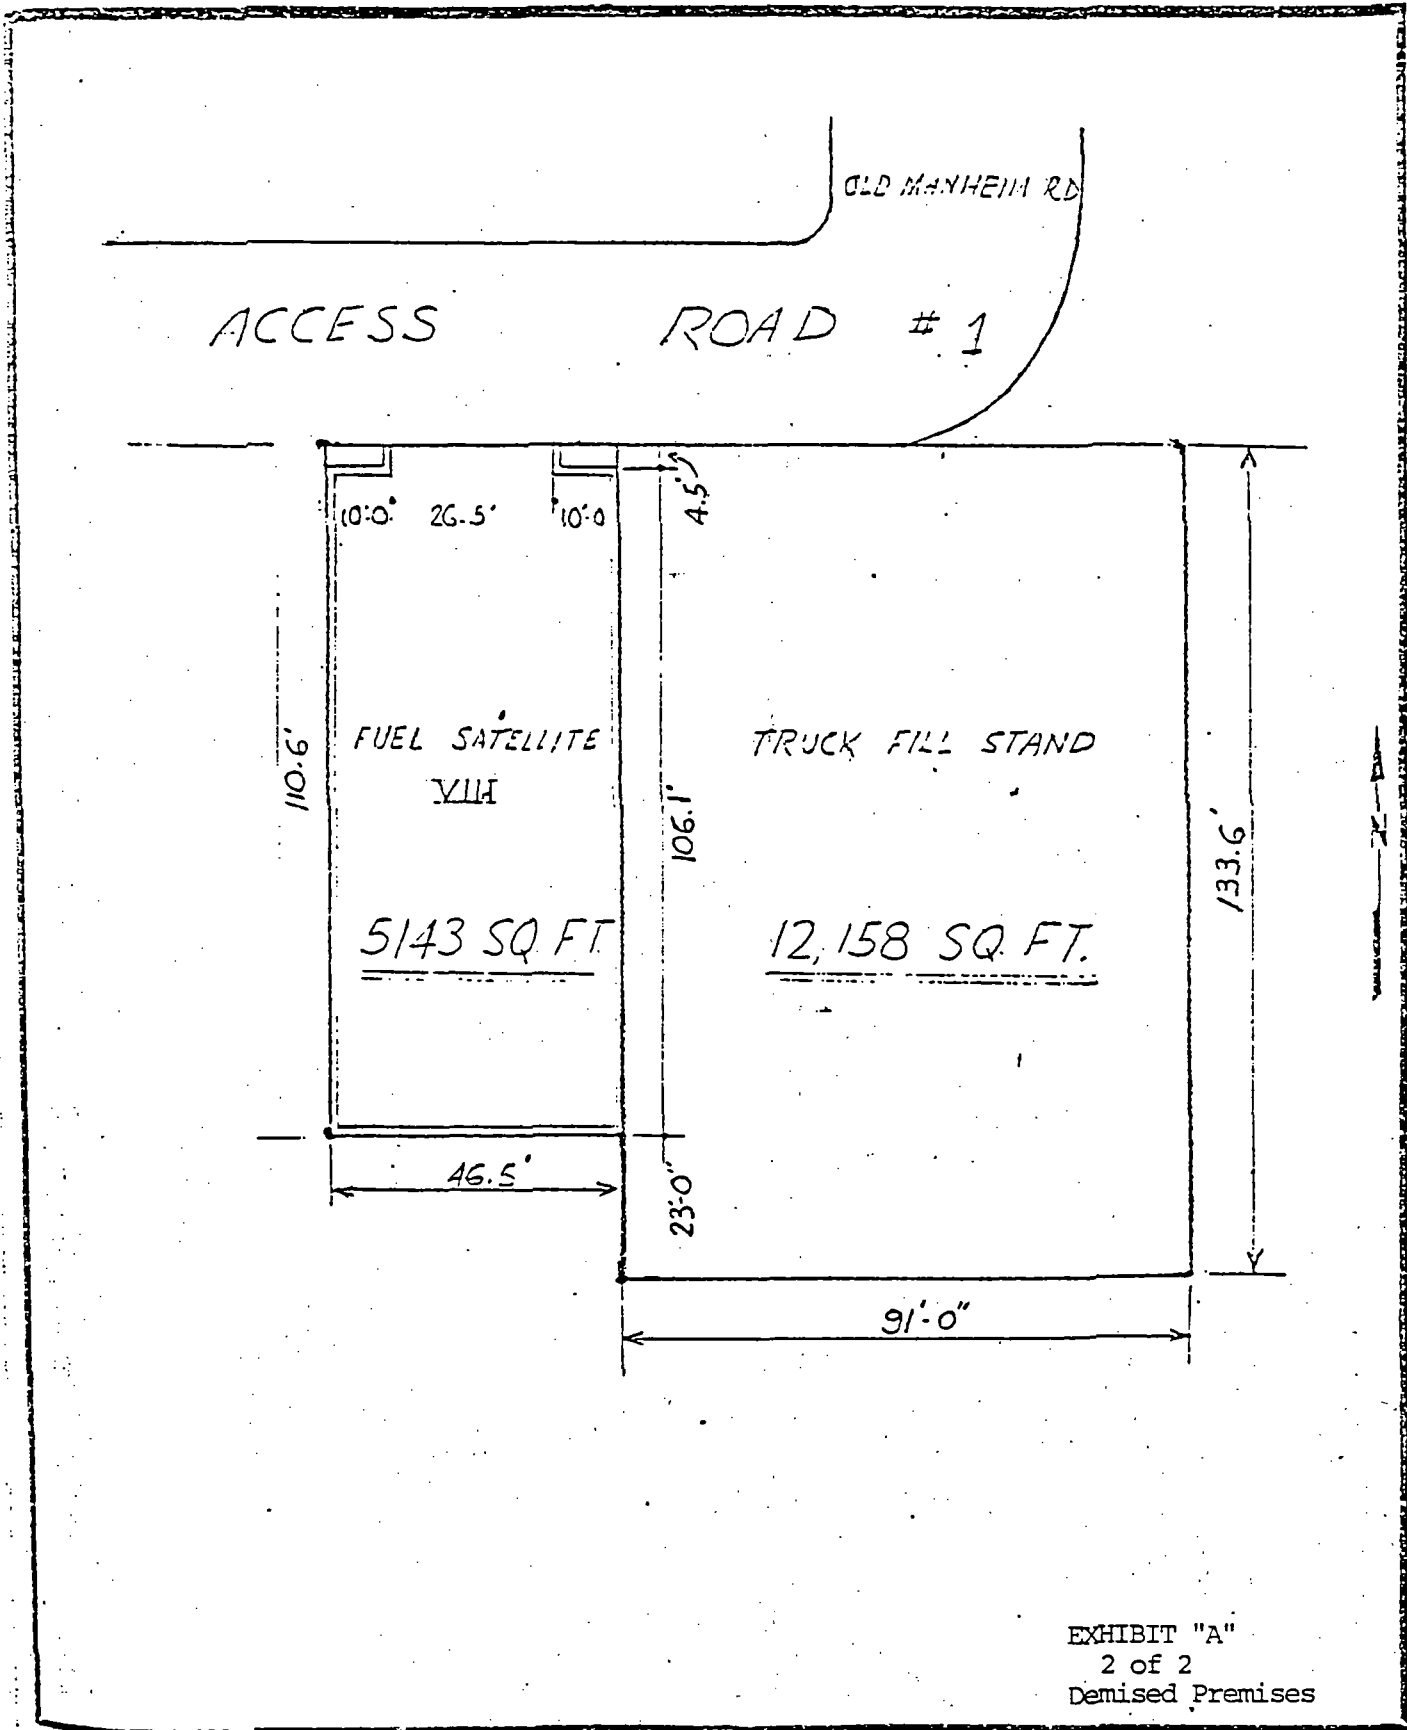 OLD MANHEIM RD
ACCESS ROAD # 1
10'-0" 26.5' 10'-0
4.5'
110.6'
FUEL SATELLITE
VIII
TRUCK FILL STAND
106.1'
133.6'
5143 SQ FT.
12,158 SQ. FT.
46.5'
23'-0"
91'-0"
N
EXHIBIT "A"
2 of 2
Demised Premises